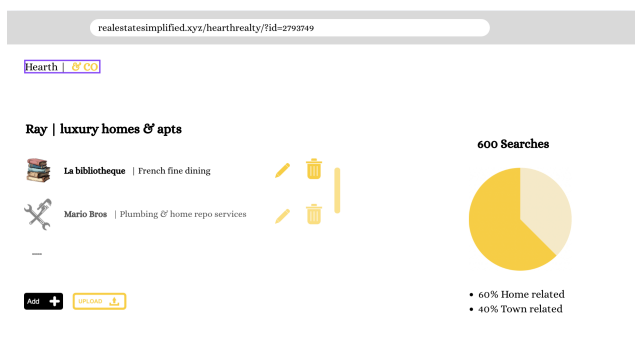 realestatesimplified.xyz/hearthrealty/?id=2793749
Hearth | & CO
Ray | luxury homes & apts
600 Searches
La bibliotheque | French fine dining
Mario Bros | Plumbing & home repo services
Add
UPLOAD
60% Home related
40% Town related